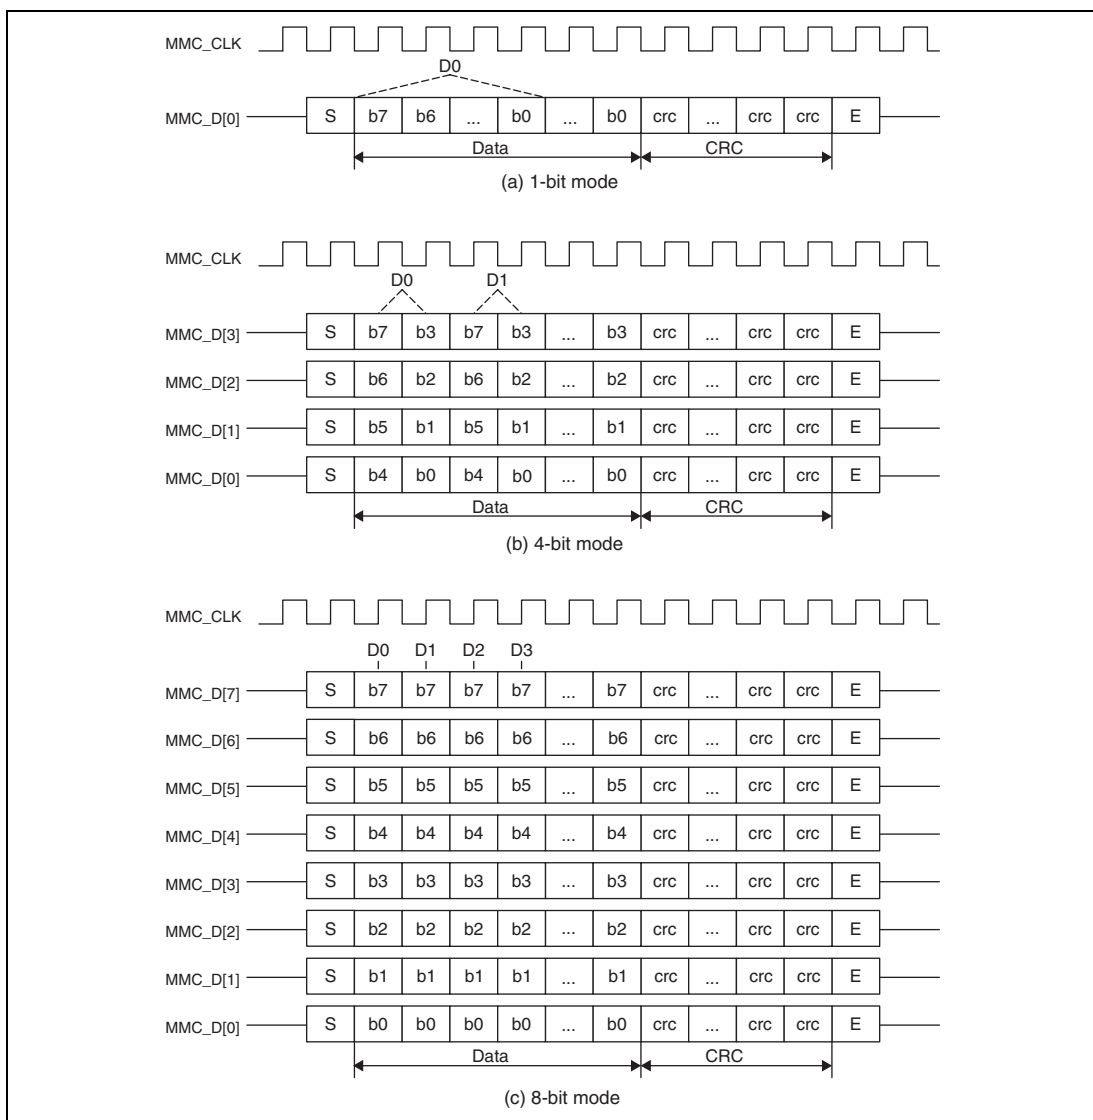 MMC_CLK
D0
MMC_D[0] S b7 b6 ... b0 ... b0 crc ... crc crc E
Data CRC
(a) 1-bit mode
MMC_CLK
D0 D1
MMC_D[3] S b7 b3 b7 b3 ... b3 crc ... crc crc E
MMC_D[2] S b6 b2 b6 b2 ... b2 crc ... crc crc E
MMC_D[1] S b5 b1 b5 b1 ... b1 crc ... crc crc E
MMC_D[0] S b4 b0 b4 b0 ... b0 crc ... crc crc E
Data CRC
(b) 4-bit mode
MMC_CLK
D0 D1 D2 D3
MMC_D[7] S b7 b7 b7 b7 ... b7 crc ... crc crc E
MMC_D[6] S b6 b6 b6 b6 ... b6 crc ... crc crc E
MMC_D[5] S b5 b5 b5 b5 ... b5 crc ... crc crc E
MMC_D[4] S b4 b4 b4 b4 ... b4 crc ... crc crc E
MMC_D[3] S b3 b3 b3 b3 ... b3 crc ... crc crc E
MMC_D[2] S b2 b2 b2 b2 ... b2 crc ... crc crc E
MMC_D[1] S b1 b1 b1 b1 ... b1 crc ... crc crc E
MMC_D[0] S b0 b0 b0 b0 ... b0 crc ... crc crc E
Data CRC
(c) 8-bit mode